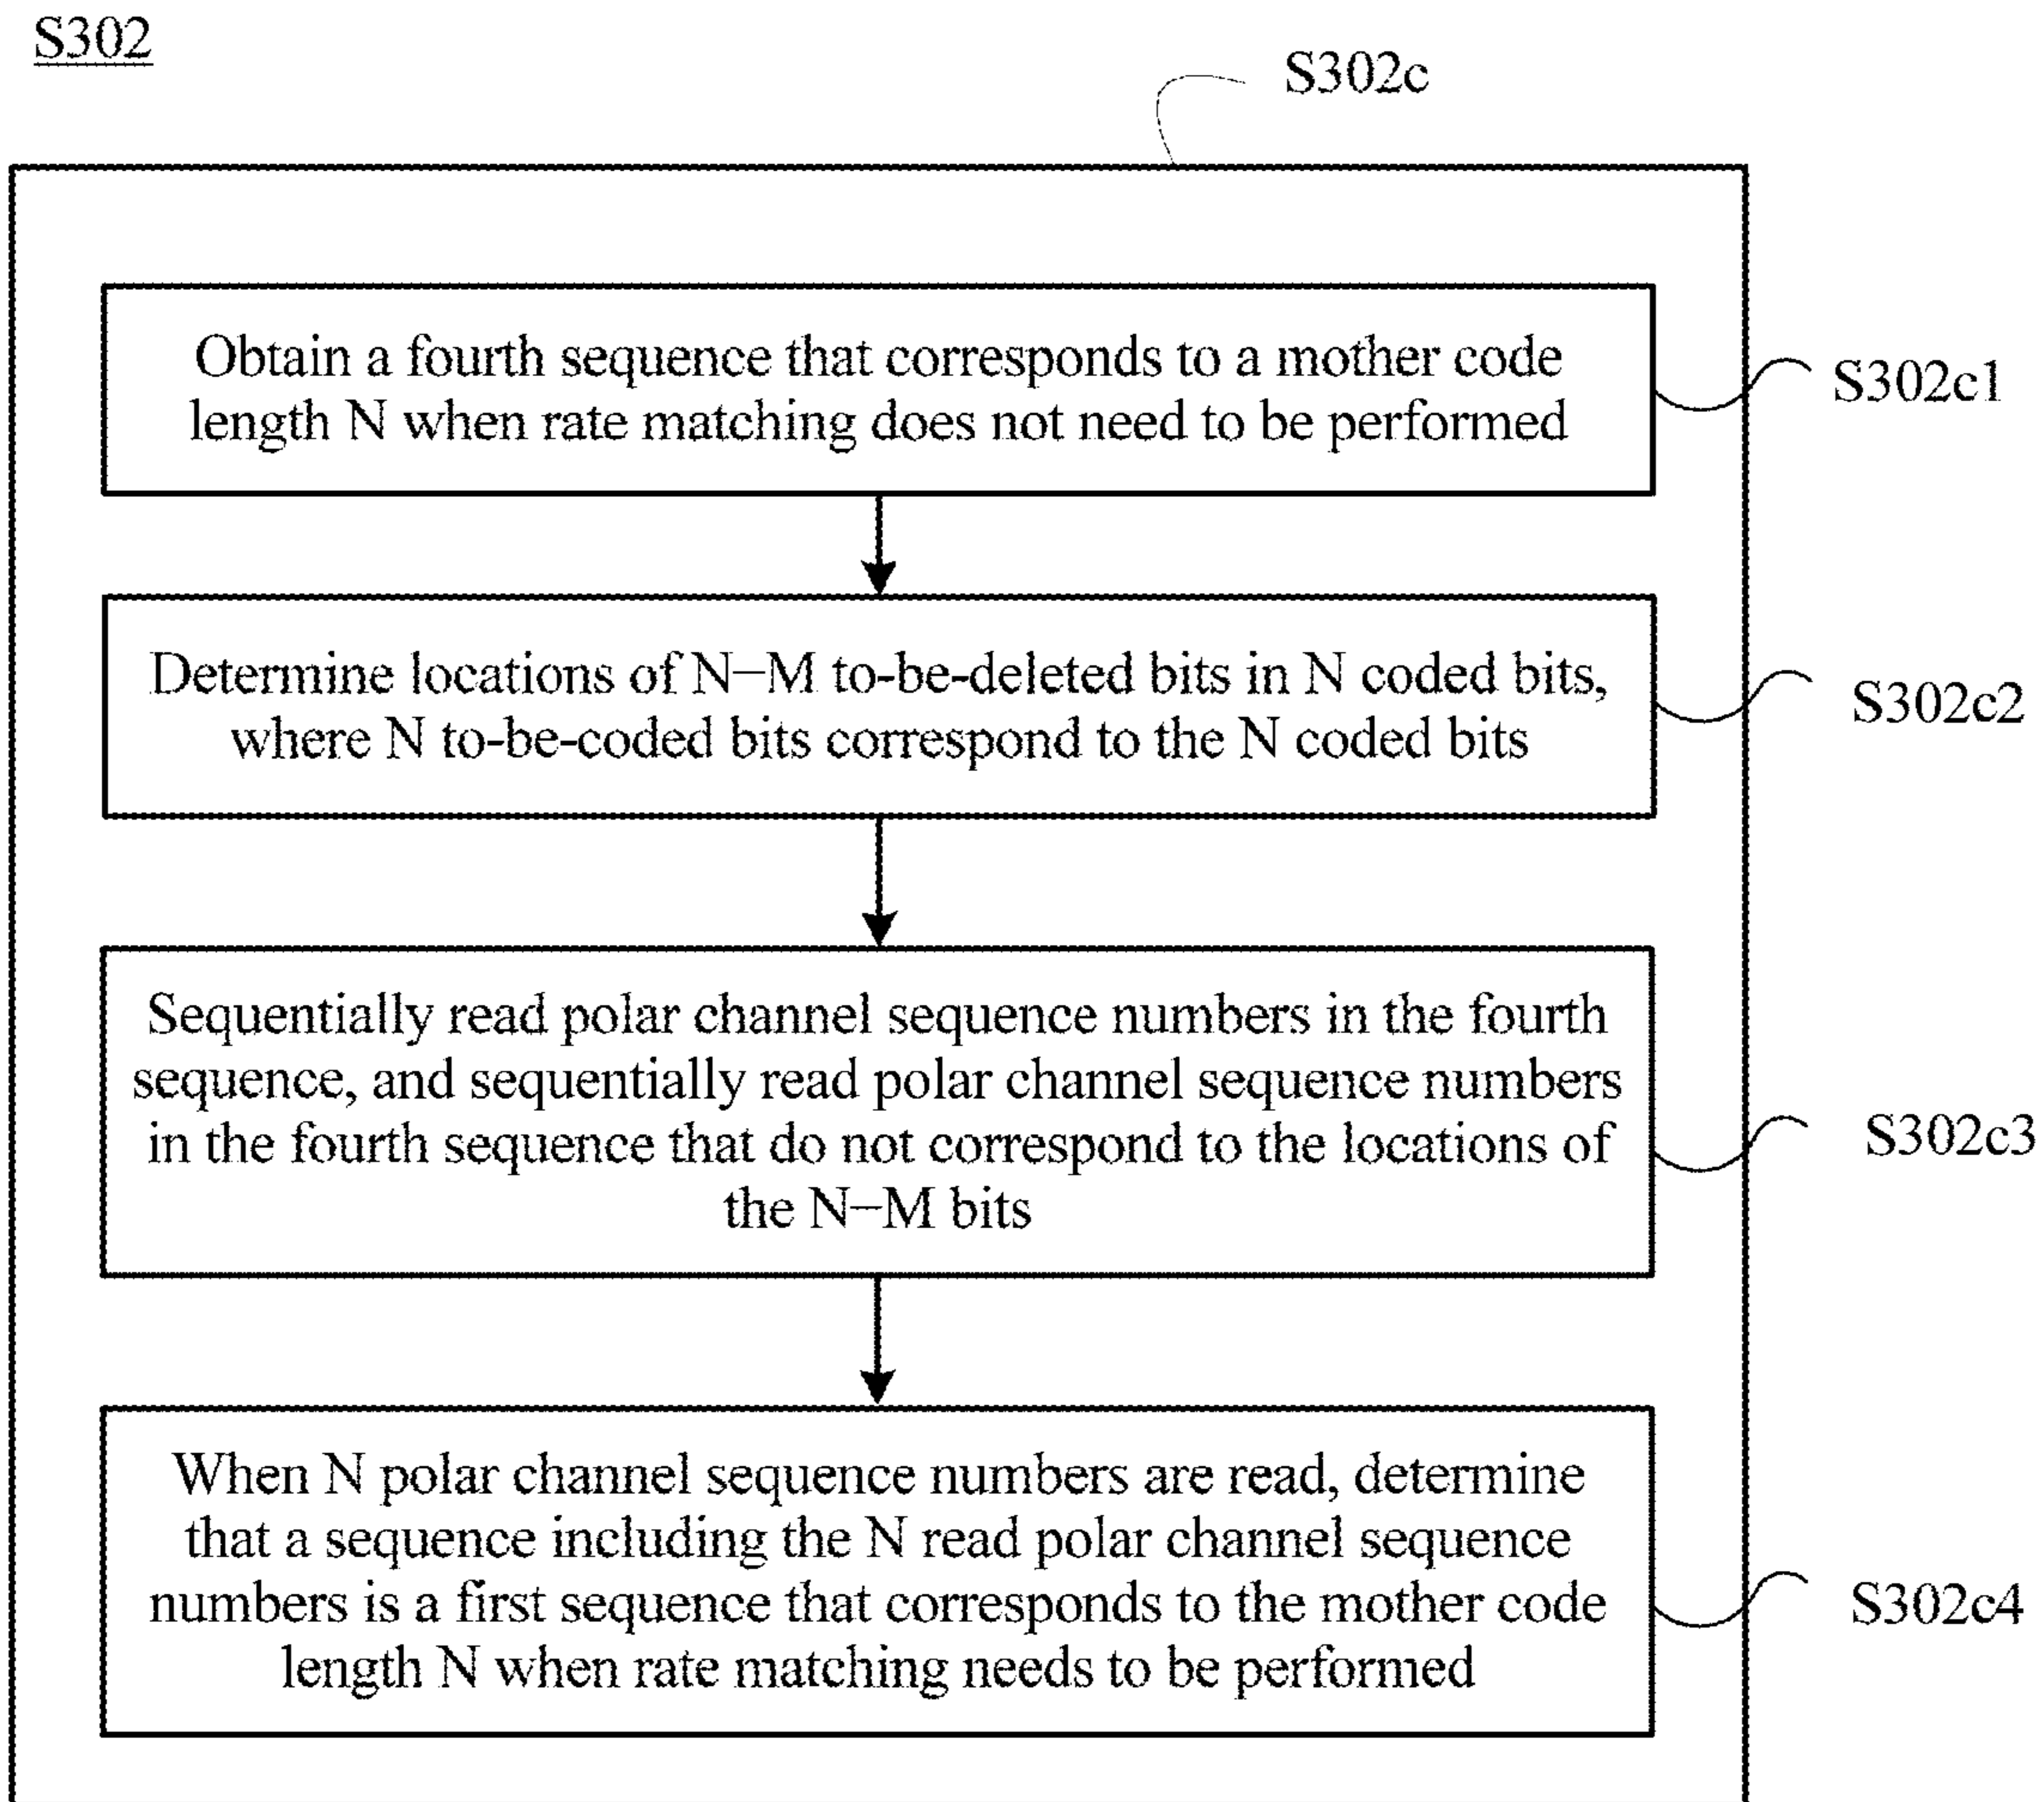 S302
S302c
Obtain a fourth sequence that corresponds to a mother code
length N when rate matching does not need to be performed
S302c1
Determine locations of N−M to-be-deleted bits in N coded bits,
where N to-be-coded bits correspond to the N coded bits
S302c2
Sequentially read polar channel sequence numbers in the fourth
sequence, and sequentially read polar channel sequence numbers
in the fourth sequence that do not correspond to the locations of
the N−M bits
S302c3
When N polar channel sequence numbers are read, determine
that a sequence including the N read polar channel sequence
numbers is a first sequence that corresponds to the mother code
length N when rate matching needs to be performed
S302c4